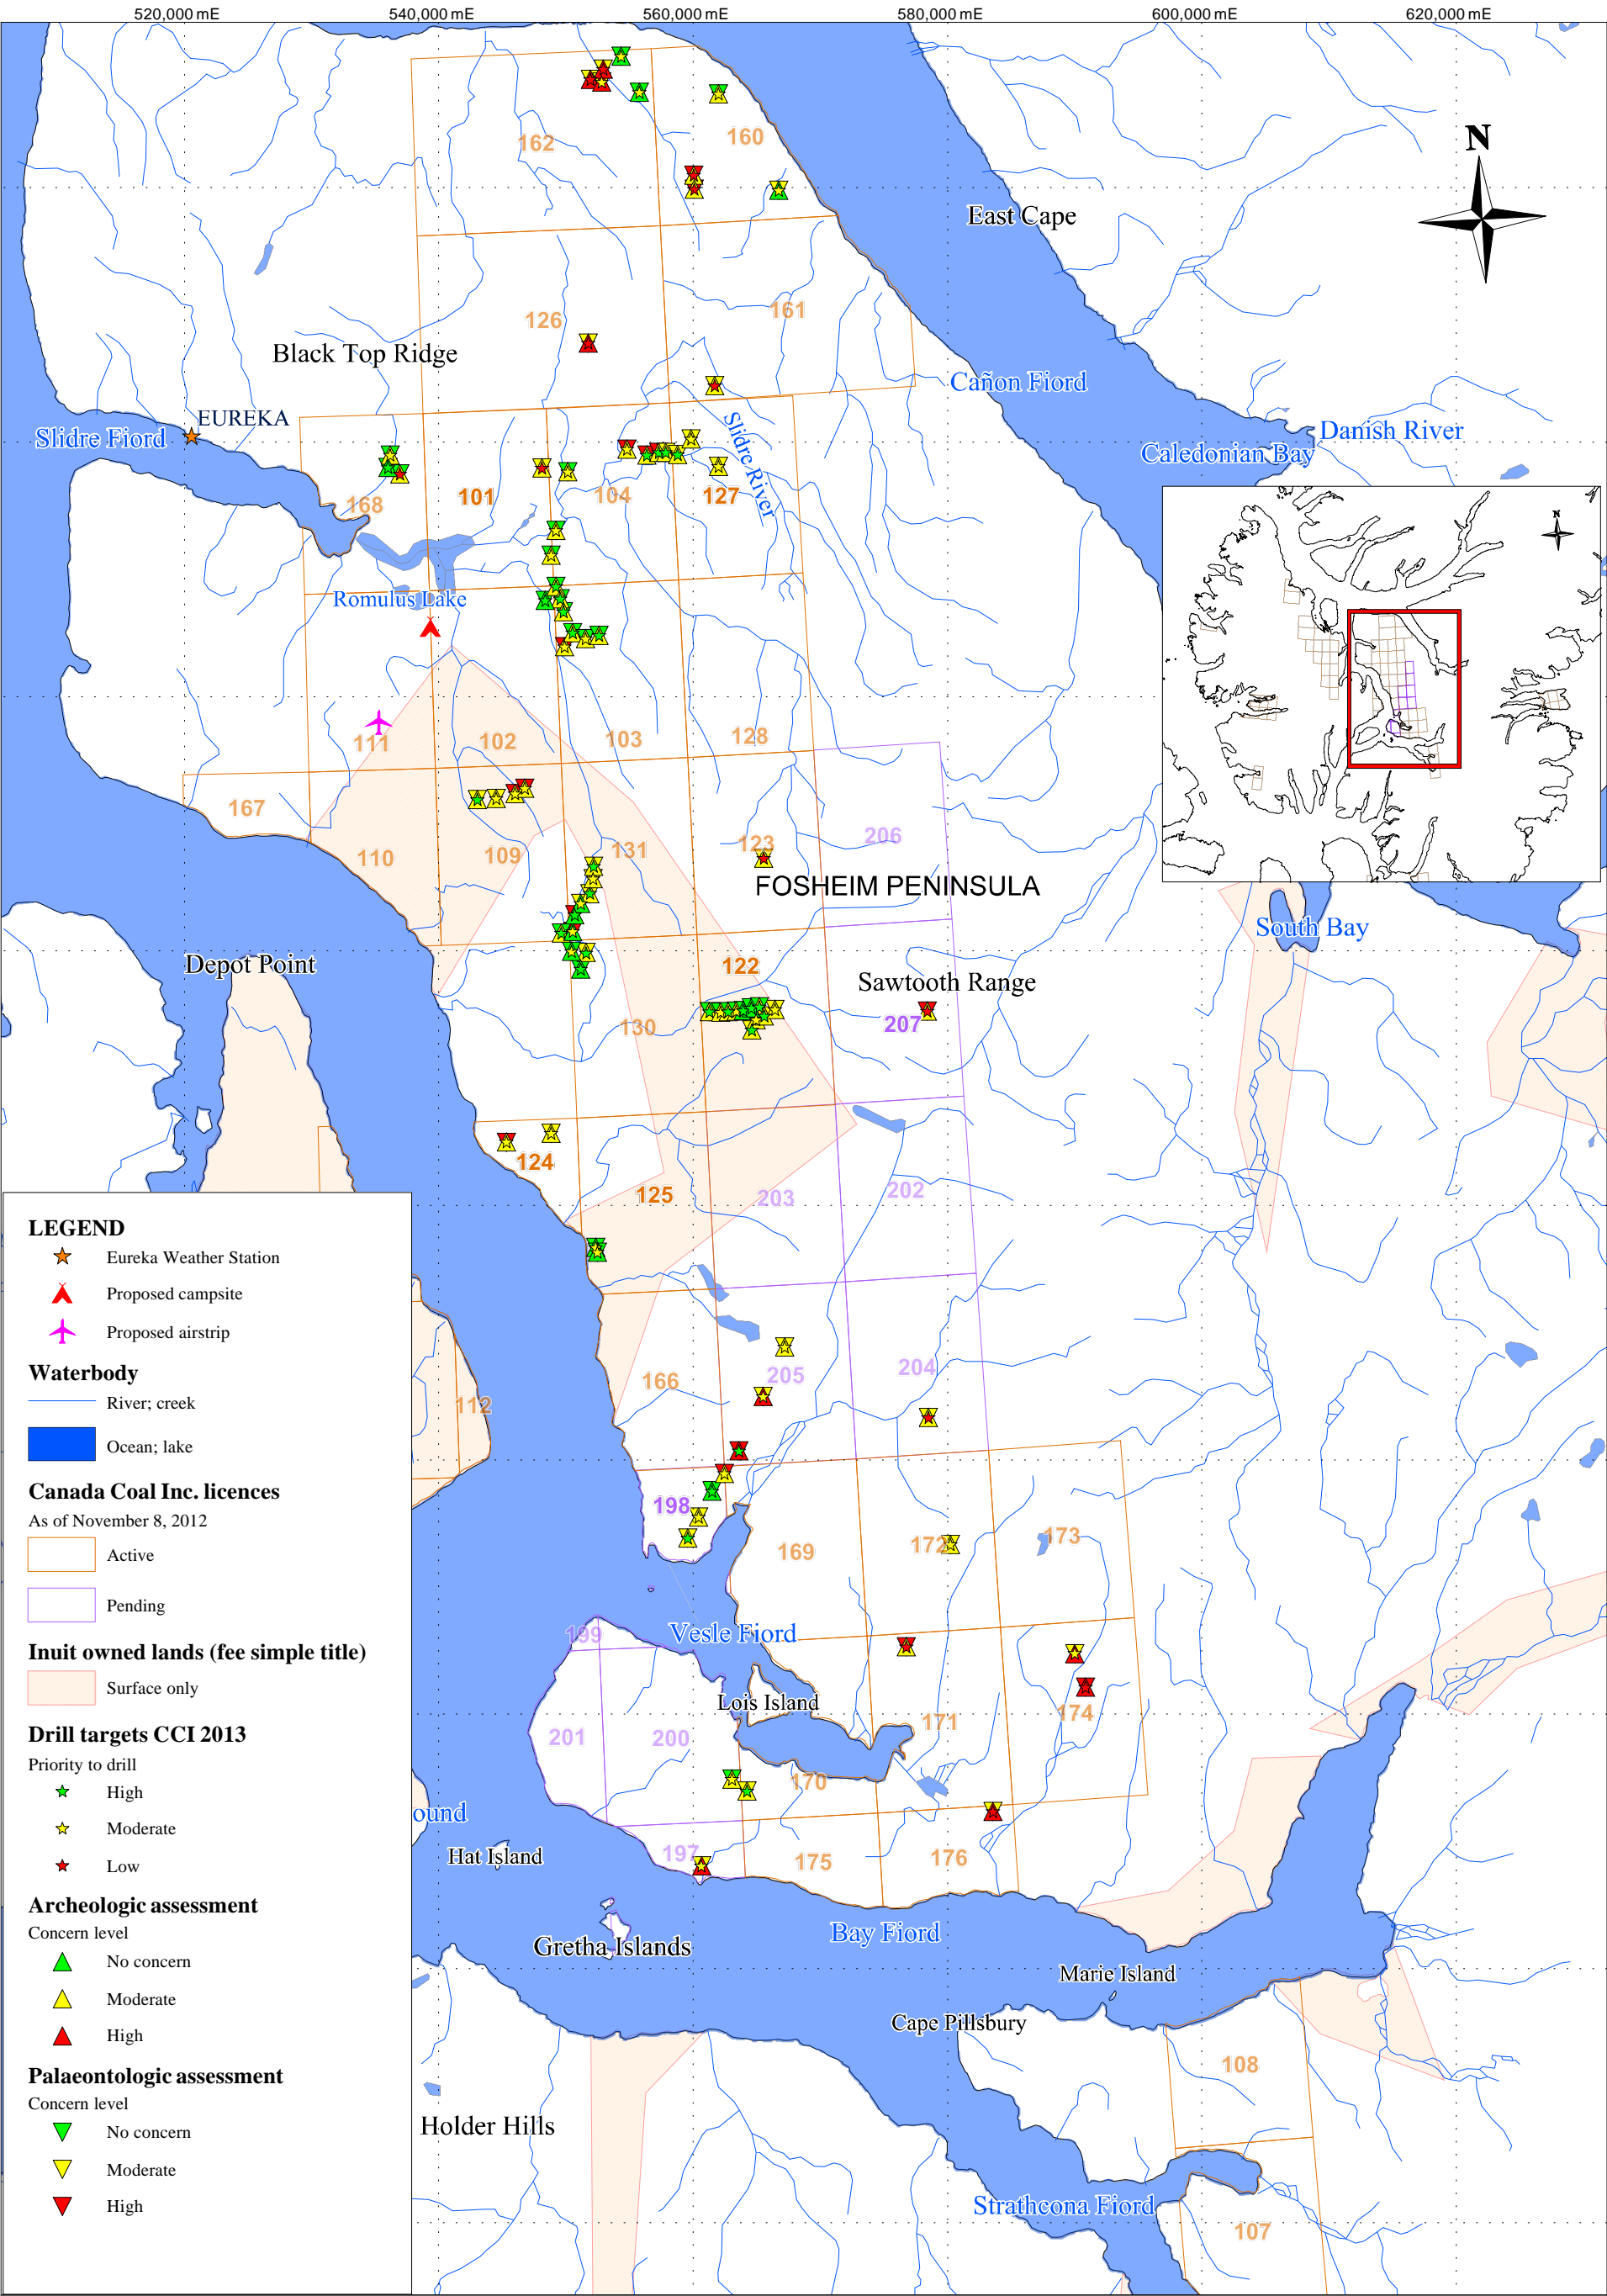 520,000 mE 540,000 mE 560,000 mE 580,000 mE 600,000 mE 620,000 mE
N
162
160
East Cape
126
161
Black Top Ridge
Cañon Fiord
EUREKA
Slidre Fiord
Slidre River
Danish River
Caledonian Bay
168
101
104
127
N
Romulus Lake
111
102
103
128
167
110
109
131
123
206
FOSHEIM PENINSULA
South Bay
Depot Point
122
Sawtooth Range
130
207
124
125
203
202
166
205
204
112
198
169
172
173
199
Vesle Fiord
Lois Island
201
200
171
174
170
ound
Hat Island
197
175
176
Gretha Islands
Bay Fiord
Marie Island
Cape Pillsbury
108
Holder Hills
Strathcona Fiord
107
LEGEND
Eureka Weather Station
Proposed campsite
Proposed airstrip
Waterbody
River; creek
Ocean; lake
Canada Coal Inc. licences
As of November 8, 2012
Active
Pending
Inuit owned lands (fee simple title)
Surface only
Drill targets CCI 2013
Priority to drill
High
Moderate
Low
Archeologic assessment
Concern level
No concern
Moderate
High
Palaeontologic assessment
Concern level
No concern
Moderate
High